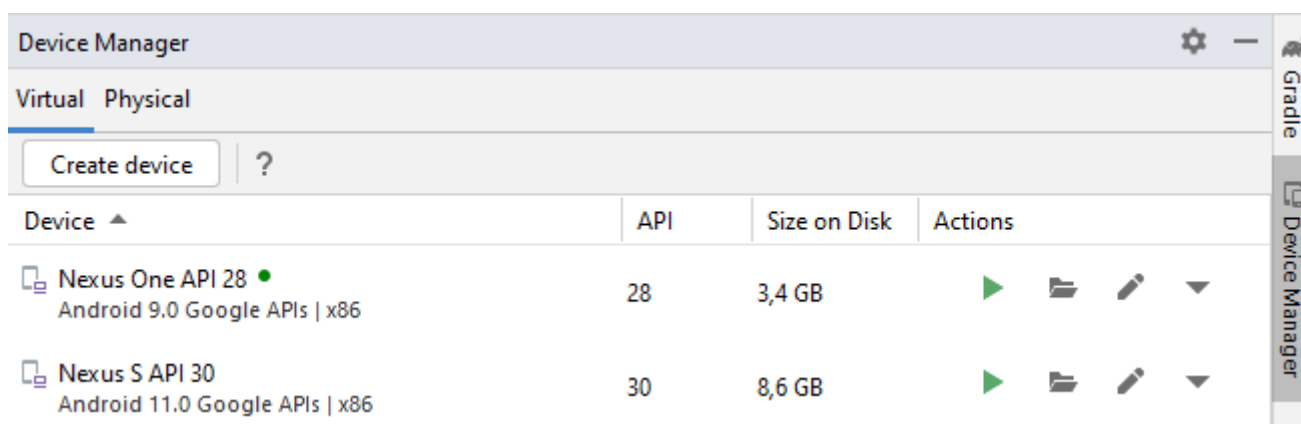 Device Manager
Virtual Physical
Create device ?
Device API Size on Disk Actions
Nexus One API 28
Android 9.0 Google APIs | x86
28 3,4 GB
Nexus S API 30
Android 11.0 Google APIs | x86
30 8,6 GB
Gradle
Device Manager